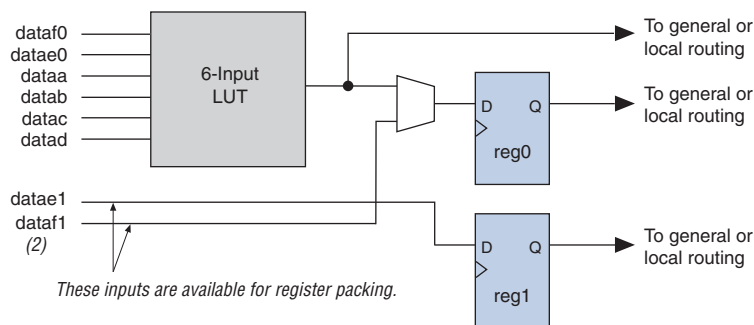 dataf0
datae0
dataa
datab
datac
datad
6-Input
LUT
To general or
local routing
D Q
reg0
To general or
local routing
datae1
dataf1
(2)
D Q
reg1
To general or
local routing
These inputs are available for register packing.